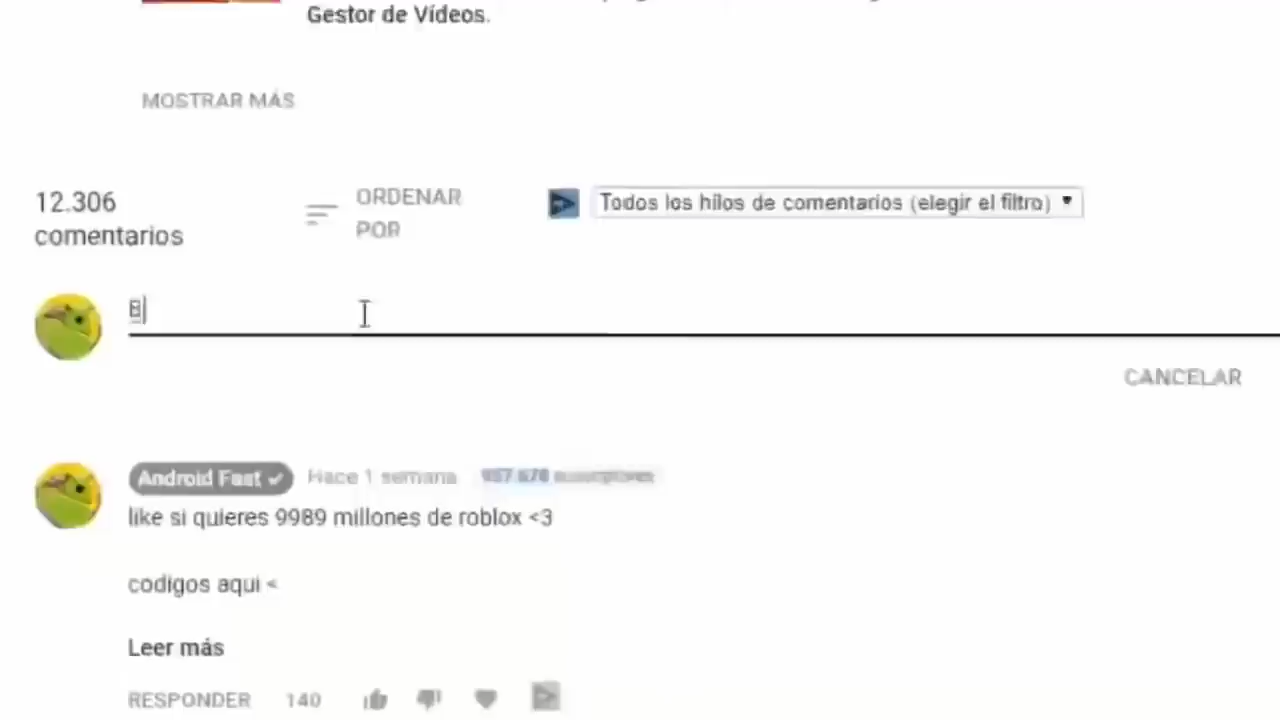 Gestor de Vídeos.
MOSTRAR MÁS
12.306
comentarios
ORDENAR
POR
Todos los hilos de comentarios (elegir el filtro)
CANCELAR
Android Fast
Hace 1 semana
like si quieres 9989 millones de roblox <3
codigos aqui <
Leer más
RESPONDER 140